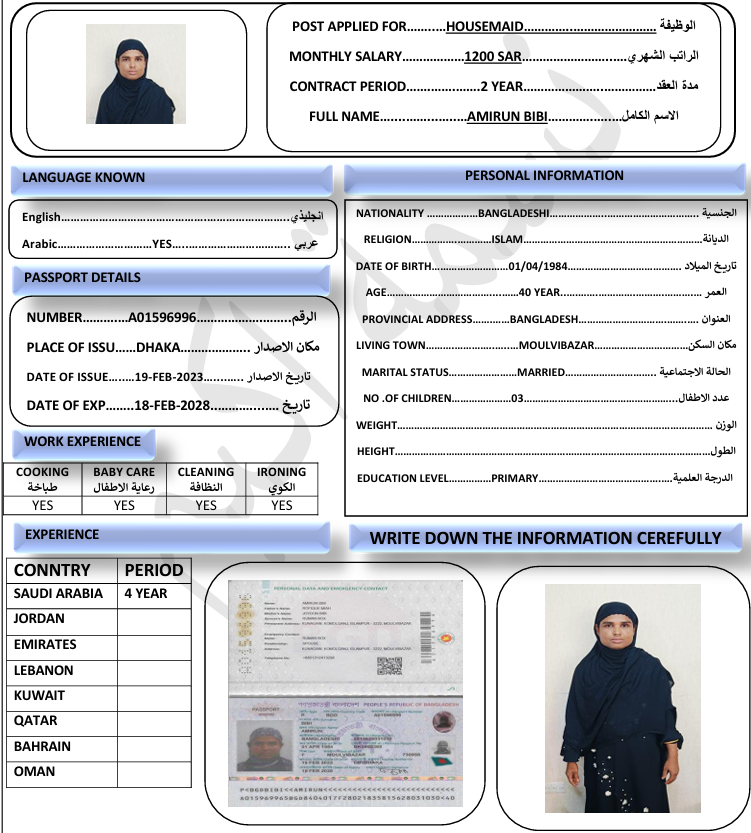 POST APPLIED FOR..........HOUSEMAID.................................... الوظيفة
MONTHLY SALARY..................1200 SAR..............................الراتب الشهري
CONTRACT PERIOD.....................2 YEAR.................................مدة العقد
FULL NAME.........................AMIRUN BIBI......................الاسم الكامل
LANGUAGE KNOWN
English.................................................................انجليذي
Arabic...........................YES.................................. عربي
PASSPORT DETAILS
NUMBER.............A01596996..........................الرقم
PLACE OF ISSU......DHAKA.................... مكان الاصدار
DATE OF ISSUE.......19-FEB-2023........... تاريخ الاصدار
DATE OF EXP......18-FEB-2028................ تاريخ
WORK EXPERIENCE
COOKING BABY CARE CLEANING IRONING
طباخة رعاية الاطفال النظافة الكوي
YES YES YES YES
PERSONAL INFORMATION
NATIONALITY .................BANGLADESHI.................................................. الجنسية
RELIGION......................ISLAM....................................................الديانة
DATE OF BIRTH...................01/04/1984.................................. تاريخ الميلاد
AGE............................................40 YEAR................................................ العمر
PROVINCIAL ADDRESS............BANGLADESH................................... العنوان
LIVING TOWN...........................MOULVIBAZAR..........................مكان السكن
MARITAL STATUS.................MARRIED......................... الحالة الاجتماعية
NO .OF CHILDREN...................03......................................عدد الاطفال
WEIGHT............................................................................................ الوزن
HEIGHT.............................................................................................الطول
EDUCATION LEVEL.............PRIMARY......................................الدرجة العلمية
EXPERIENCE
CONNTRY PERIOD
SAUDI ARABIA 4 YEAR
JORDAN
EMIRATES
LEBANON
KUWAIT
QATAR
BAHRAIN
OMAN
WRITE DOWN THE INFORMATION CEREFULLY
PERSONAL DATA AND EMERGENCY CONTACT
PASSPORT
PEOPLE'S REPUBLIC OF BANGLADESH
BIBI
AMIRUN
BANGLADESHI
MOULVIBAZAR